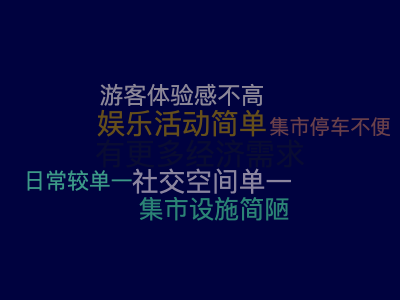 游客体验感不高
娱乐活动简单
集市停车不便
有更多经济需求
日常较单一
社交空间单一
集市设施简陋